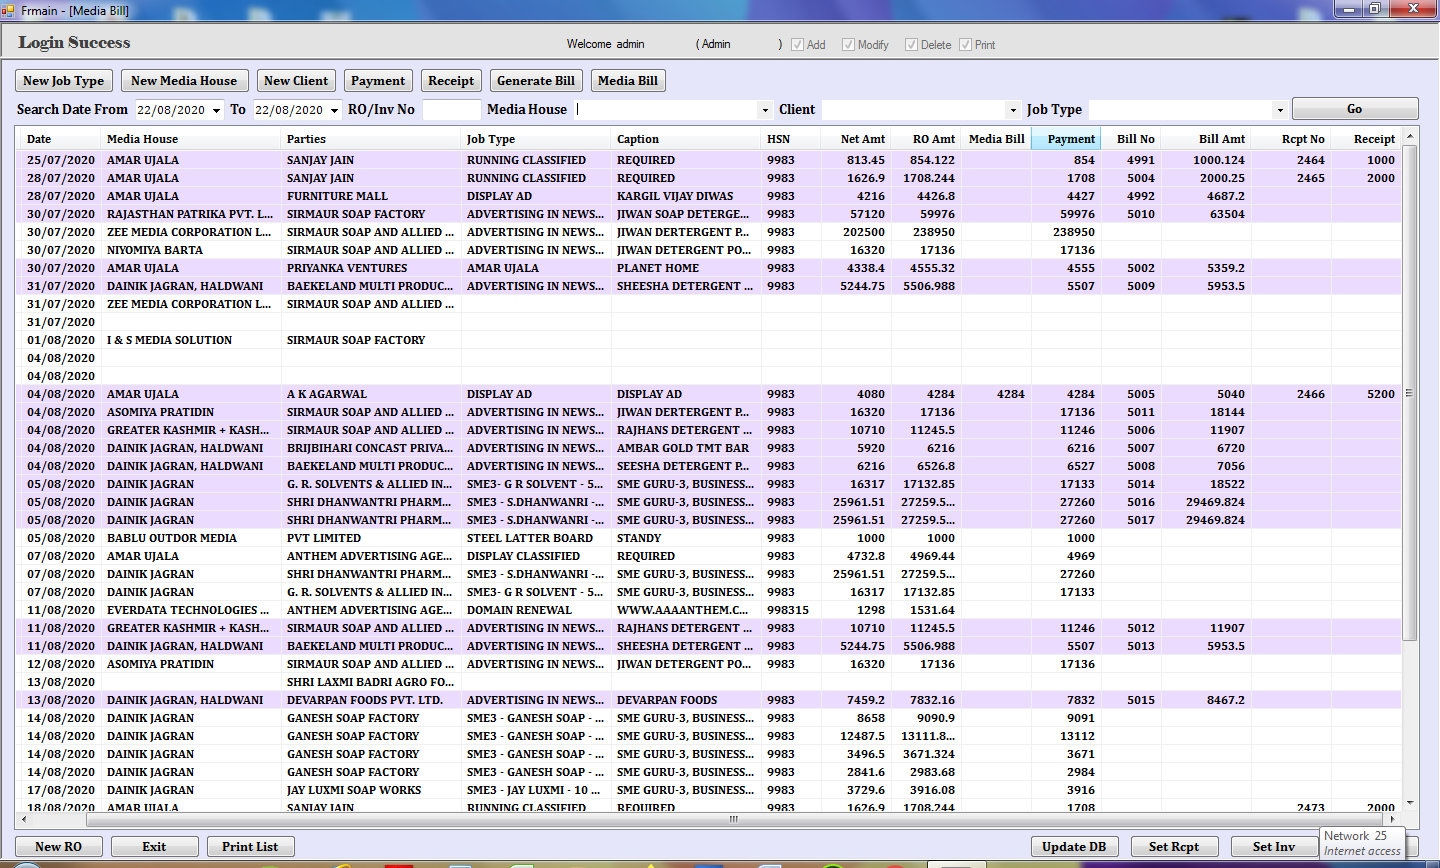 Frmain - [Media Bill]
Login Success Welcome admin ( Admin ) Add Modify Delete Print
New Job Type New Media House New Client Payment Receipt Generate Bill Media Bill
Search Date From 22/08/2020 To 22/08/2020 RO/Inv No Media House Client Job Type Go
Date Media House Parties Job Type Caption HSN Net Amt RO Amt Media Bill Payment Bill No Bill Amt Rcpt No Receipt
25/07/2020 AMAR UJALA SANJAY JAIN RUNNING CLASSIFIED REQUIRED 9983 813.45 854.122 854 4991 1000.124 2464 1000
28/07/2020 AMAR UJALA SANJAY JAIN RUNNING CLASSIFIED REQUIRED 9983 1626.9 1708.244 1708 5004 2000.25 2465 2000
28/07/2020 AMAR UJALA FURNITURE MALL DISPLAY AD KARGIL VIJAY DIWAS 9983 4216 4426.8 4427 4992 4687.2
30/07/2020 RAJASTHAN PATRIKA PVT. L... SIRMAUR SOAP FACTORY ADVERTISING IN NEWS... JIWAN SOAP DETERGE... 9983 57120 59976 59976 5010 63504
30/07/2020 ZEE MEDIA CORPORATION L... SIRMAUR SOAP AND ALLIED ... ADVERTISING IN NEWS... JIWAN DERTERGENT P... 9983 202500 238950 238950
30/07/2020 NIYOMIYA BARTA SIRMAUR SOAP AND ALLIED ... ADVERTISING IN NEWS... JIWAN DETERGENT PO... 9983 16320 17136 17136
30/07/2020 AMAR UJALA PRIYANKA VENTURES AMAR UJALA PLANET HOME 9983 4338.4 4555.32 4555 5002 5359.2
31/07/2020 DAINIK JAGRAN, HALDWANI BAEKELAND MULTI PRODUC... ADVERTISING IN NEWS... SHEESHA DETERGENT ... 9983 5244.75 5506.988 5507 5009 5953.5
31/07/2020 ZEE MEDIA CORPORATION L... SIRMAUR SOAP AND ALLIED ...
31/07/2020
01/08/2020 I & S MEDIA SOLUTION SIRMAUR SOAP FACTORY
04/08/2020
04/08/2020
04/08/2020 AMAR UJALA A K AGARWAL DISPLAY AD DISPLAY AD 9983 4080 4284 4284 4284 5005 5040 2466 5200
04/08/2020 ASOMIYA PRATIDIN SIRMAUR SOAP AND ALLIED ... ADVERTISING IN NEWS... JIWAN DERTERGENT P... 9983 16320 17136 17136 5011 18144
04/08/2020 GREATER KASHMIR + KASH... SIRMAUR SOAP AND ALLIED ... ADVERTISING IN NEWS... RAJHANS DETERGENT ... 9983 10710 11245.5 11246 5006 11907
04/08/2020 DAINIK JAGRAN, HALDWANI BRIJBIHARI CONCAST PRIVA... ADVERTISING IN NEWS... AMBAR GOLD TMT BAR 9983 5920 6216 6216 5007 6720
04/08/2020 DAINIK JAGRAN, HALDWANI BAEKELAND MULTI PRODUC... ADVERTISING IN NEWS... SEESHA DETERGENT P... 9983 6216 6526.8 6527 5008 7056
05/08/2020 DAINIK JAGRAN G. R. SOLVENTS & ALLIED IN... SME3- G R SOLVENT - 5... SME GURU-3, BUSINESS... 9983 16317 17132.85 17133 5014 18522
05/08/2020 DAINIK JAGRAN SHRI DHANWANTRI PHARM... SME3 - S.DHANWANRI -... SME GURU-3, BUSINESS... 9983 25961.51 27259.5... 27260 5016 29469.824
05/08/2020 DAINIK JAGRAN SHRI DHANWANTRI PHARM... SME3 - S.DHANWANRI -... SME GURU-3, BUSINESS... 9983 25961.51 27259.5... 27260 5017 29469.824
05/08/2020 BABLU OUTDOR MEDIA PVT LIMITED STEEL LATTER BOARD STANDY 9983 1000 1000 1000
07/08/2020 AMAR UJALA ANTHEM ADVERTISING AGE... DISPLAY CLASSIFIED REQUIRED 9983 4732.8 4969.44 4969
07/08/2020 DAINIK JAGRAN SHRI DHANWANTRI PHARM... SME3 - S.DHANWANRI -... SME GURU-3, BUSINESS... 9983 25961.51 27259.5... 27260
07/08/2020 DAINIK JAGRAN G. R. SOLVENTS & ALLIED IN... SME3- G R SOLVENT - 5... SME GURU-3, BUSINESS... 9983 16317 17132.85 17133
11/08/2020 EVERDATA TECHNOLOGIES ... ANTHEM ADVERTISING AGE... DOMAIN RENEWAL WWW.AAAANTHEM.C... 998315 1298 1531.64
11/08/2020 GREATER KASHMIR + KASH... SIRMAUR SOAP AND ALLIED ... ADVERTISING IN NEWS... RAJHANS DETERGENT ... 9983 10710 11245.5 11246 5012 11907
11/08/2020 DAINIK JAGRAN, HALDWANI BAEKELAND MULTI PRODUC... ADVERTISING IN NEWS... SHEESHA DETERGENT ... 9983 5244.75 5506.988 5507 5013 5953.5
12/08/2020 ASOMIYA PRATIDIN SIRMAUR SOAP AND ALLIED ... ADVERTISING IN NEWS... JIWAN DETERGENT PO... 9983 16320 17136 17136
13/08/2020 SHRI LAXMI BADRI AGRO FO...
13/08/2020 DAINIK JAGRAN, HALDWANI DEVARPAN FOODS PVT. LTD. ADVERTISING IN NEWS... DEVARPAN FOODS 9983 7459.2 7832.16 7832 5015 8467.2
14/08/2020 DAINIK JAGRAN GANESH SOAP FACTORY SME3 - GANESH SOAP - ... SME GURU-3, BUSINESS... 9983 8658 9090.9 9091
14/08/2020 DAINIK JAGRAN GANESH SOAP FACTORY SME3 - GANESH SOAP - ... SME GURU-3, BUSINESS... 9983 12487.5 13111.8... 13112
14/08/2020 DAINIK JAGRAN GANESH SOAP FACTORY SME3 - GANESH SOAP - ... SME GURU-3, BUSINESS... 9983 3496.5 3671.324 3671
14/08/2020 DAINIK JAGRAN GANESH SOAP FACTORY SME3 - GANESH SOAP - ... SME GURU-3, BUSINESS... 9983 2841.6 2983.68 2984
17/08/2020 DAINIK JAGRAN JAY LUXMI SOAP WORKS SME3 - JAY LUXMI - 10 ... SME GURU-3, BUSINESS... 9983 3729.6 3916.08 3916
18/08/2020 AMAR UJALA SANJAY JAIN RUNNING CLASSIFIED REQUIRED 9983 1626.9 1708.244 1708 2473 2000
New RO Exit Print List Update DB Set Rcpt Set Inv
Network 25
Internet access